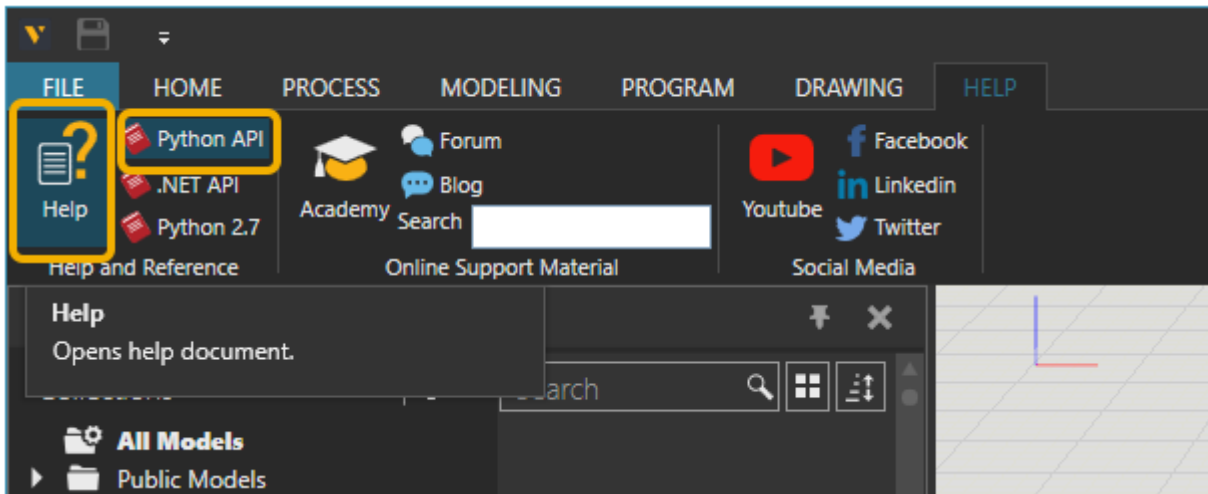 FILE HOME PROCESS MODELING PROGRAM DRAWING HELP
Help
Python API
.NET API
Python 2.7
Help and Reference
Academy
Forum
Blog
Search
Online Support Material
Youtube
Facebook
Linkedin
Twitter
Social Media
Help
Opens help document.
All Models
Public Models